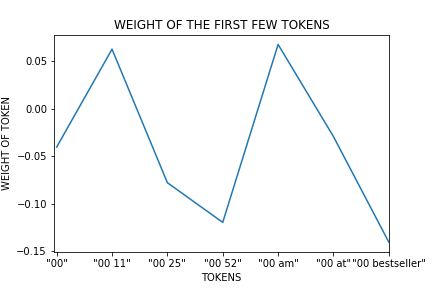 WEIGHT OF THE FIRST FEW TOKENS
WEIGHT OF TOKEN
0.05
0.00
−0.05
−0.10
−0.15
"00" "00 11" "00 25" "00 52" "00 am" "00 at" "00 bestseller"
TOKENS